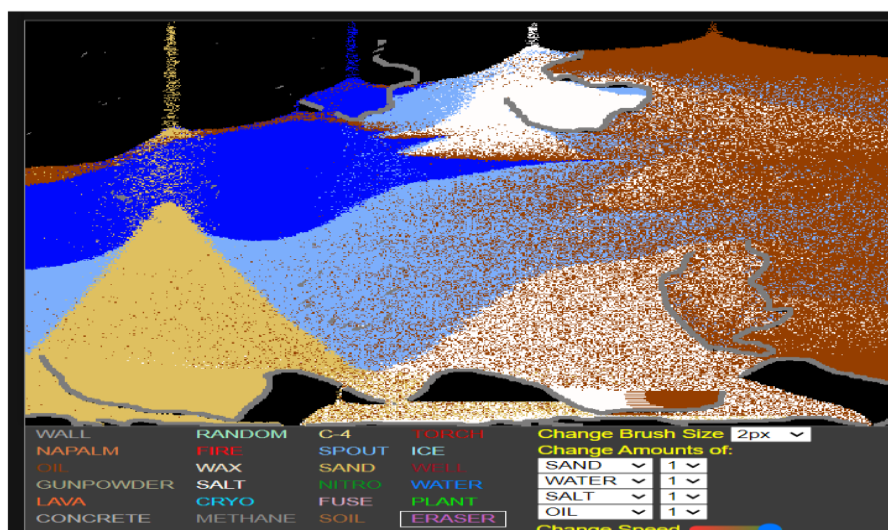 WALL RANDOM C-4 TORCH Change Brush Size 2px
NAPALM FIRE SPOUT ICE Change Amounts of:
OIL WAX SAND WELL SAND 1
GUNPOWDER SALT NITRO WATER WATER 1
LAVA CRYO FUSE PLANT SALT 1
CONCRETE METHANE SOIL ERASER OIL 1
Change Speed